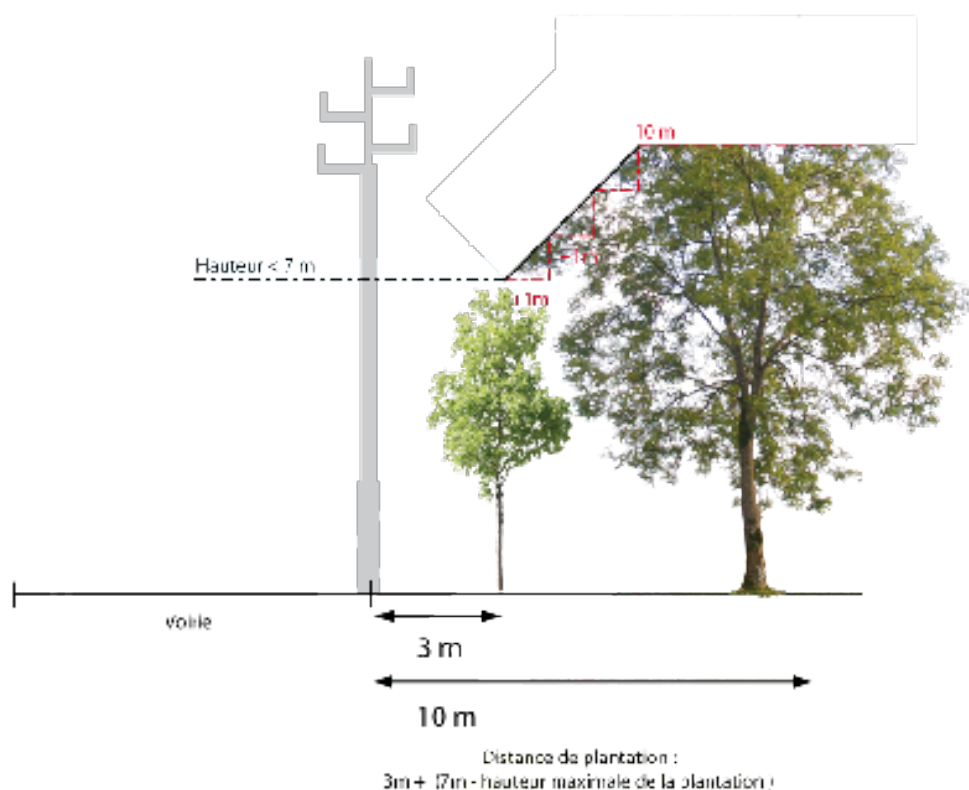 10 m
Hauteur < 7 m
1m
1m
Voirie
3 m
10 m
Distance de plantation :
3m + (7m - hauteur maximale de la plantation )